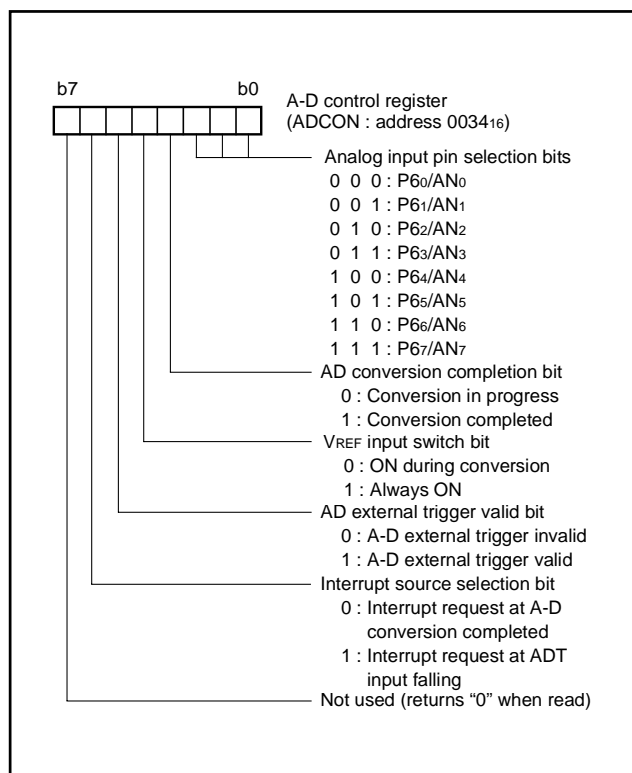 b7 b0
A-D control register
(ADCON : address 003416)
Analog input pin selection bits
0 0 0 : P60/AN0
0 0 1 : P61/AN1
0 1 0 : P62/AN2
0 1 1 : P63/AN3
1 0 0 : P64/AN4
1 0 1 : P65/AN5
1 1 0 : P66/AN6
1 1 1 : P67/AN7
AD conversion completion bit
0 : Conversion in progress
1 : Conversion completed
VREF input switch bit
0 : ON during conversion
1 : Always ON
AD external trigger valid bit
0 : A-D external trigger invalid
1 : A-D external trigger valid
Interrupt source selection bit
0 : Interrupt request at A-D
conversion completed
1 : Interrupt request at ADT
input falling
Not used (returns “0” when read)